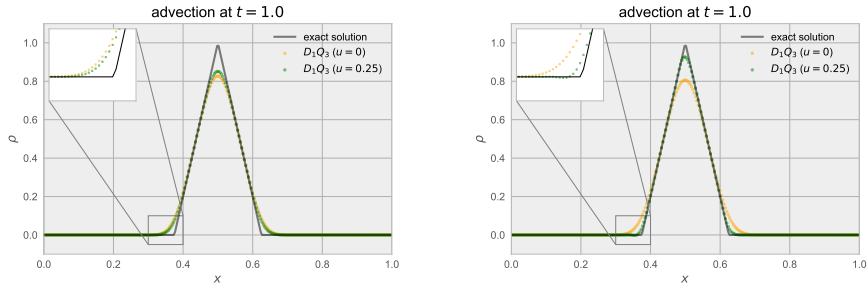 advection at t = 1.0
exact solution
D₁Q₃ (u = 0)
D₁Q₃ (u = 0.25)
ρ
1.0
0.8
0.6
0.4
0.2
0.0
0.0 0.2 0.4 0.6 0.8 1.0
x
advection at t = 1.0
exact solution
D₁Q₃ (u = 0)
D₁Q₃ (u = 0.25)
ρ
1.0
0.8
0.6
0.4
0.2
0.0
0.0 0.2 0.4 0.6 0.8 1.0
x